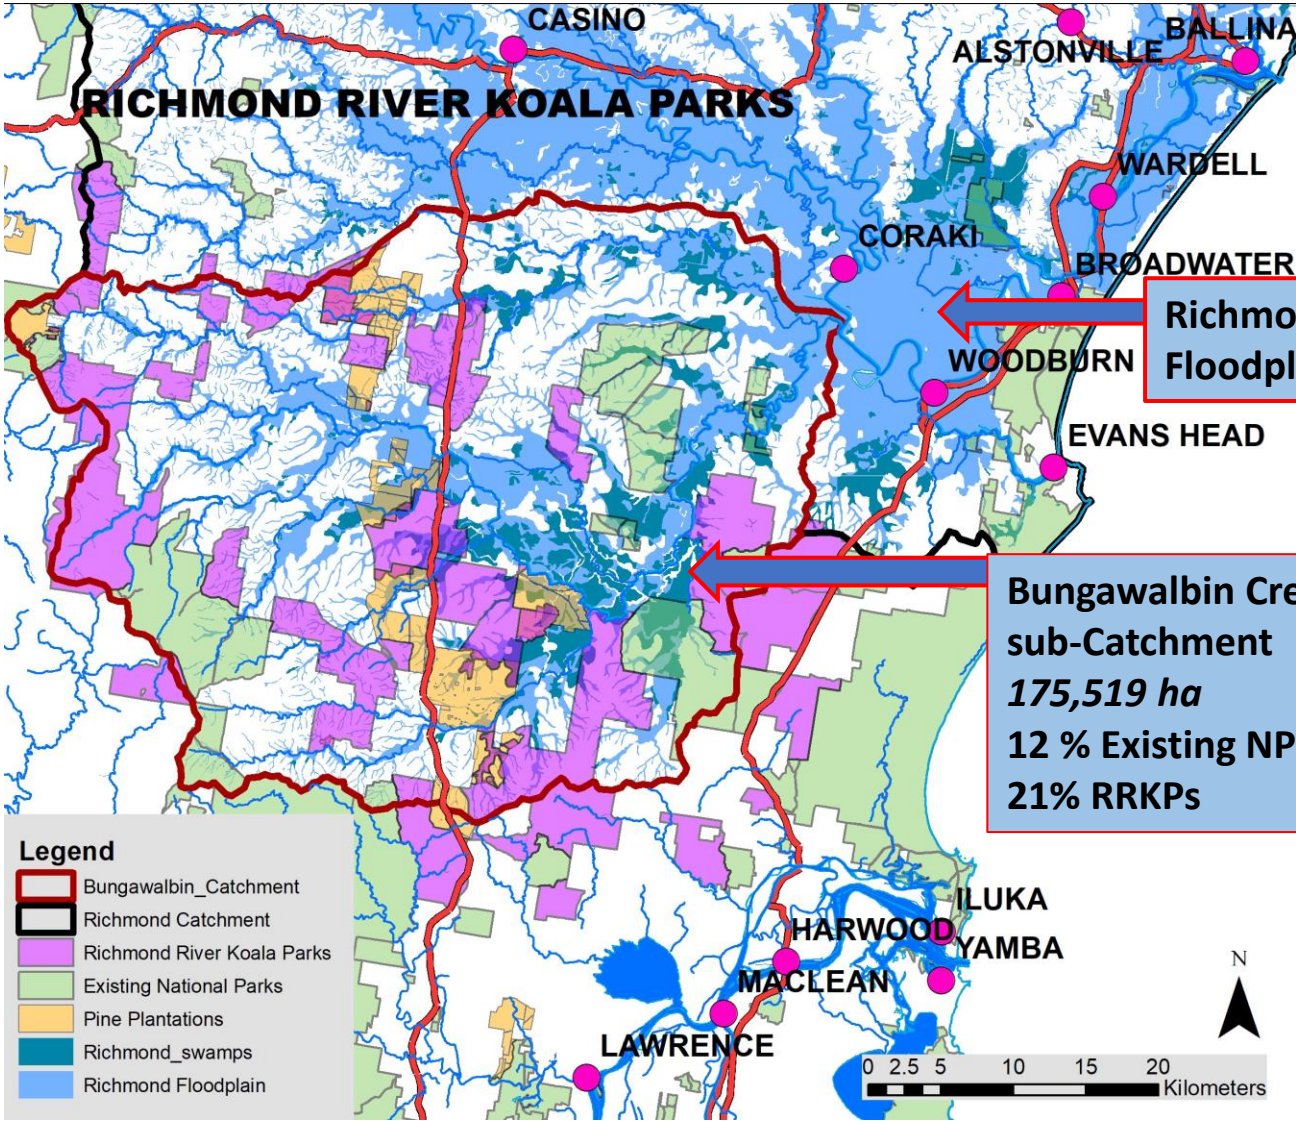 CASINO
ALSTONVILLE
BALLINA
RICHMOND RIVER KOALA PARKS
WARDELL
CORAKI
BROADWATER
Richmo
Floodpl
WOODBURN
EVANS HEAD
Bungawalbin Cre
sub-Catchment
175,519 ha
12 % Existing NP
21% RRKPs
Legend
Bungawalbin_Catchment
Richmond Catchment
Richmond River Koala Parks
Existing National Parks
Pine Plantations
Richmond_swamps
Richmond Floodplain
ILUKA
HARWOOD
YAMBA
MACLEAN
LAWRENCE
N
0 2.5 5 10 15 20
Kilometers